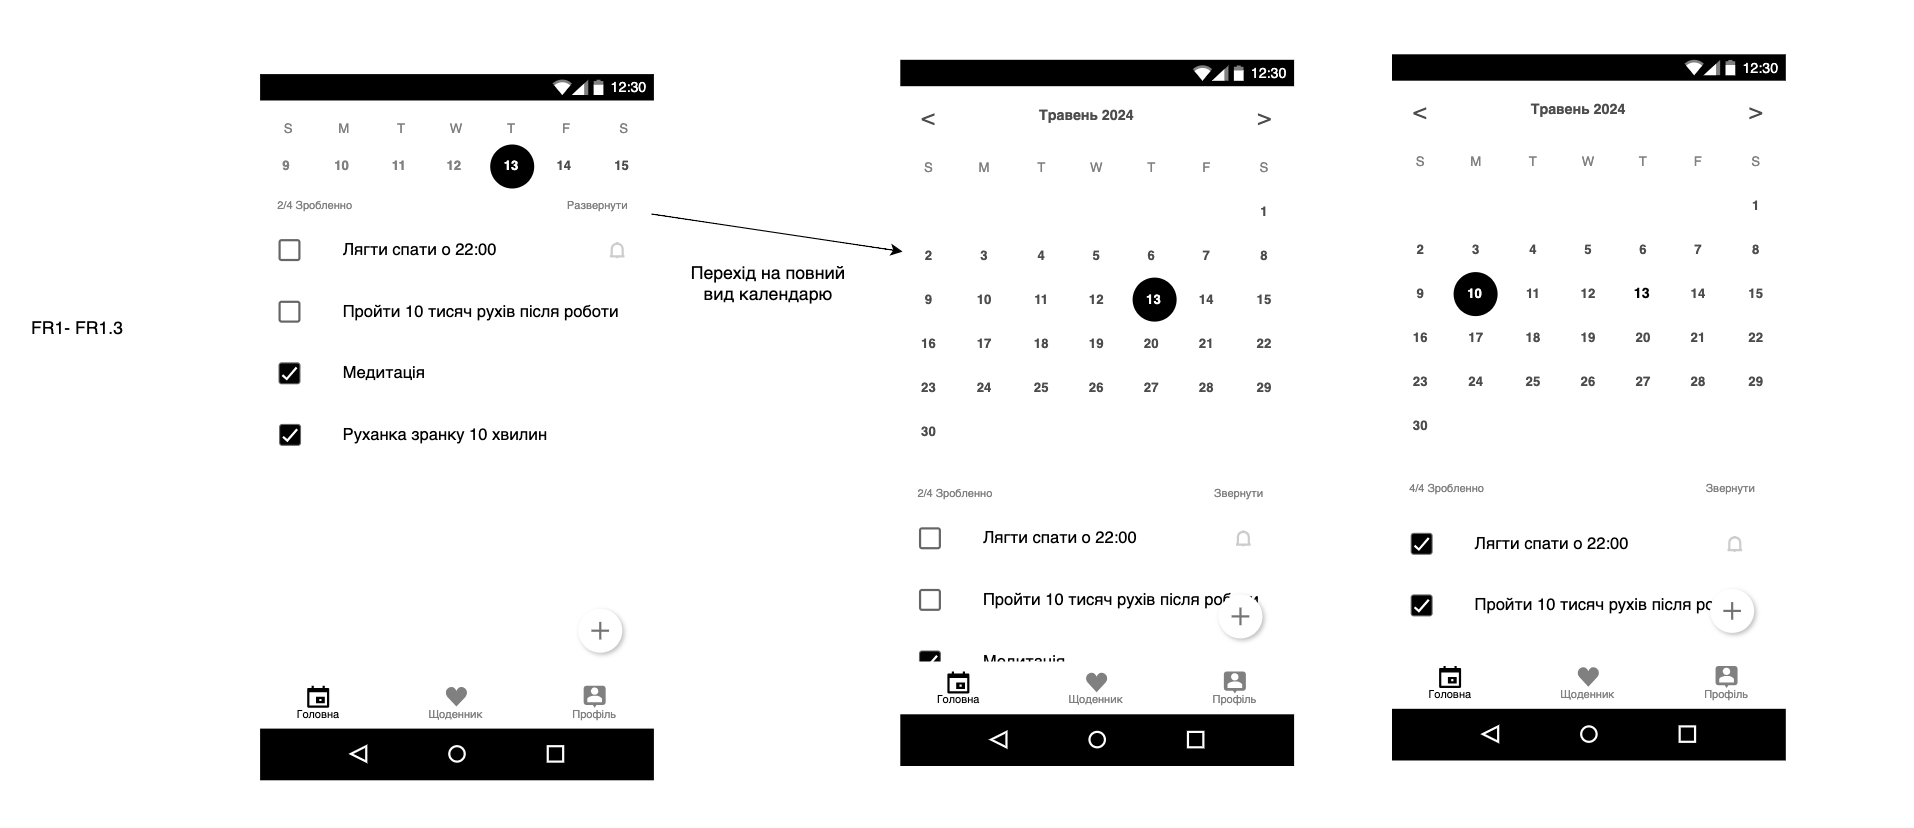 FR1- FR1.3
12:30
S M T W T F S
9 10 11 12 13 14 15
2/4 Зробленно Развернути
Лягти спати о 22:00
Пройти 10 тисяч рухів після роботи
Медитація
Руханка зранку 10 хвилин
+
Головна Щоденник Профіль
Перехід на повний
вид календарю
12:30
< Травень 2024 >
S M T W T F S
1
2 3 4 5 6 7 8
9 10 11 12 13 14 15
16 17 18 19 20 21 22
23 24 25 26 27 28 29
30
2/4 Зробленно Звернути
Лягти спати о 22:00
Пройти 10 тисяч рухів після роботи
+
Медитація
Головна Щоденник Профіль
12:30
< Травень 2024 >
S M T W T F S
1
2 3 4 5 6 7 8
9 10 11 12 13 14 15
16 17 18 19 20 21 22
23 24 25 26 27 28 29
30
4/4 Зробленно Звернути
Лягти спати о 22:00
Пройти 10 тисяч рухів після ро
+
Головна Щоденник Профіль